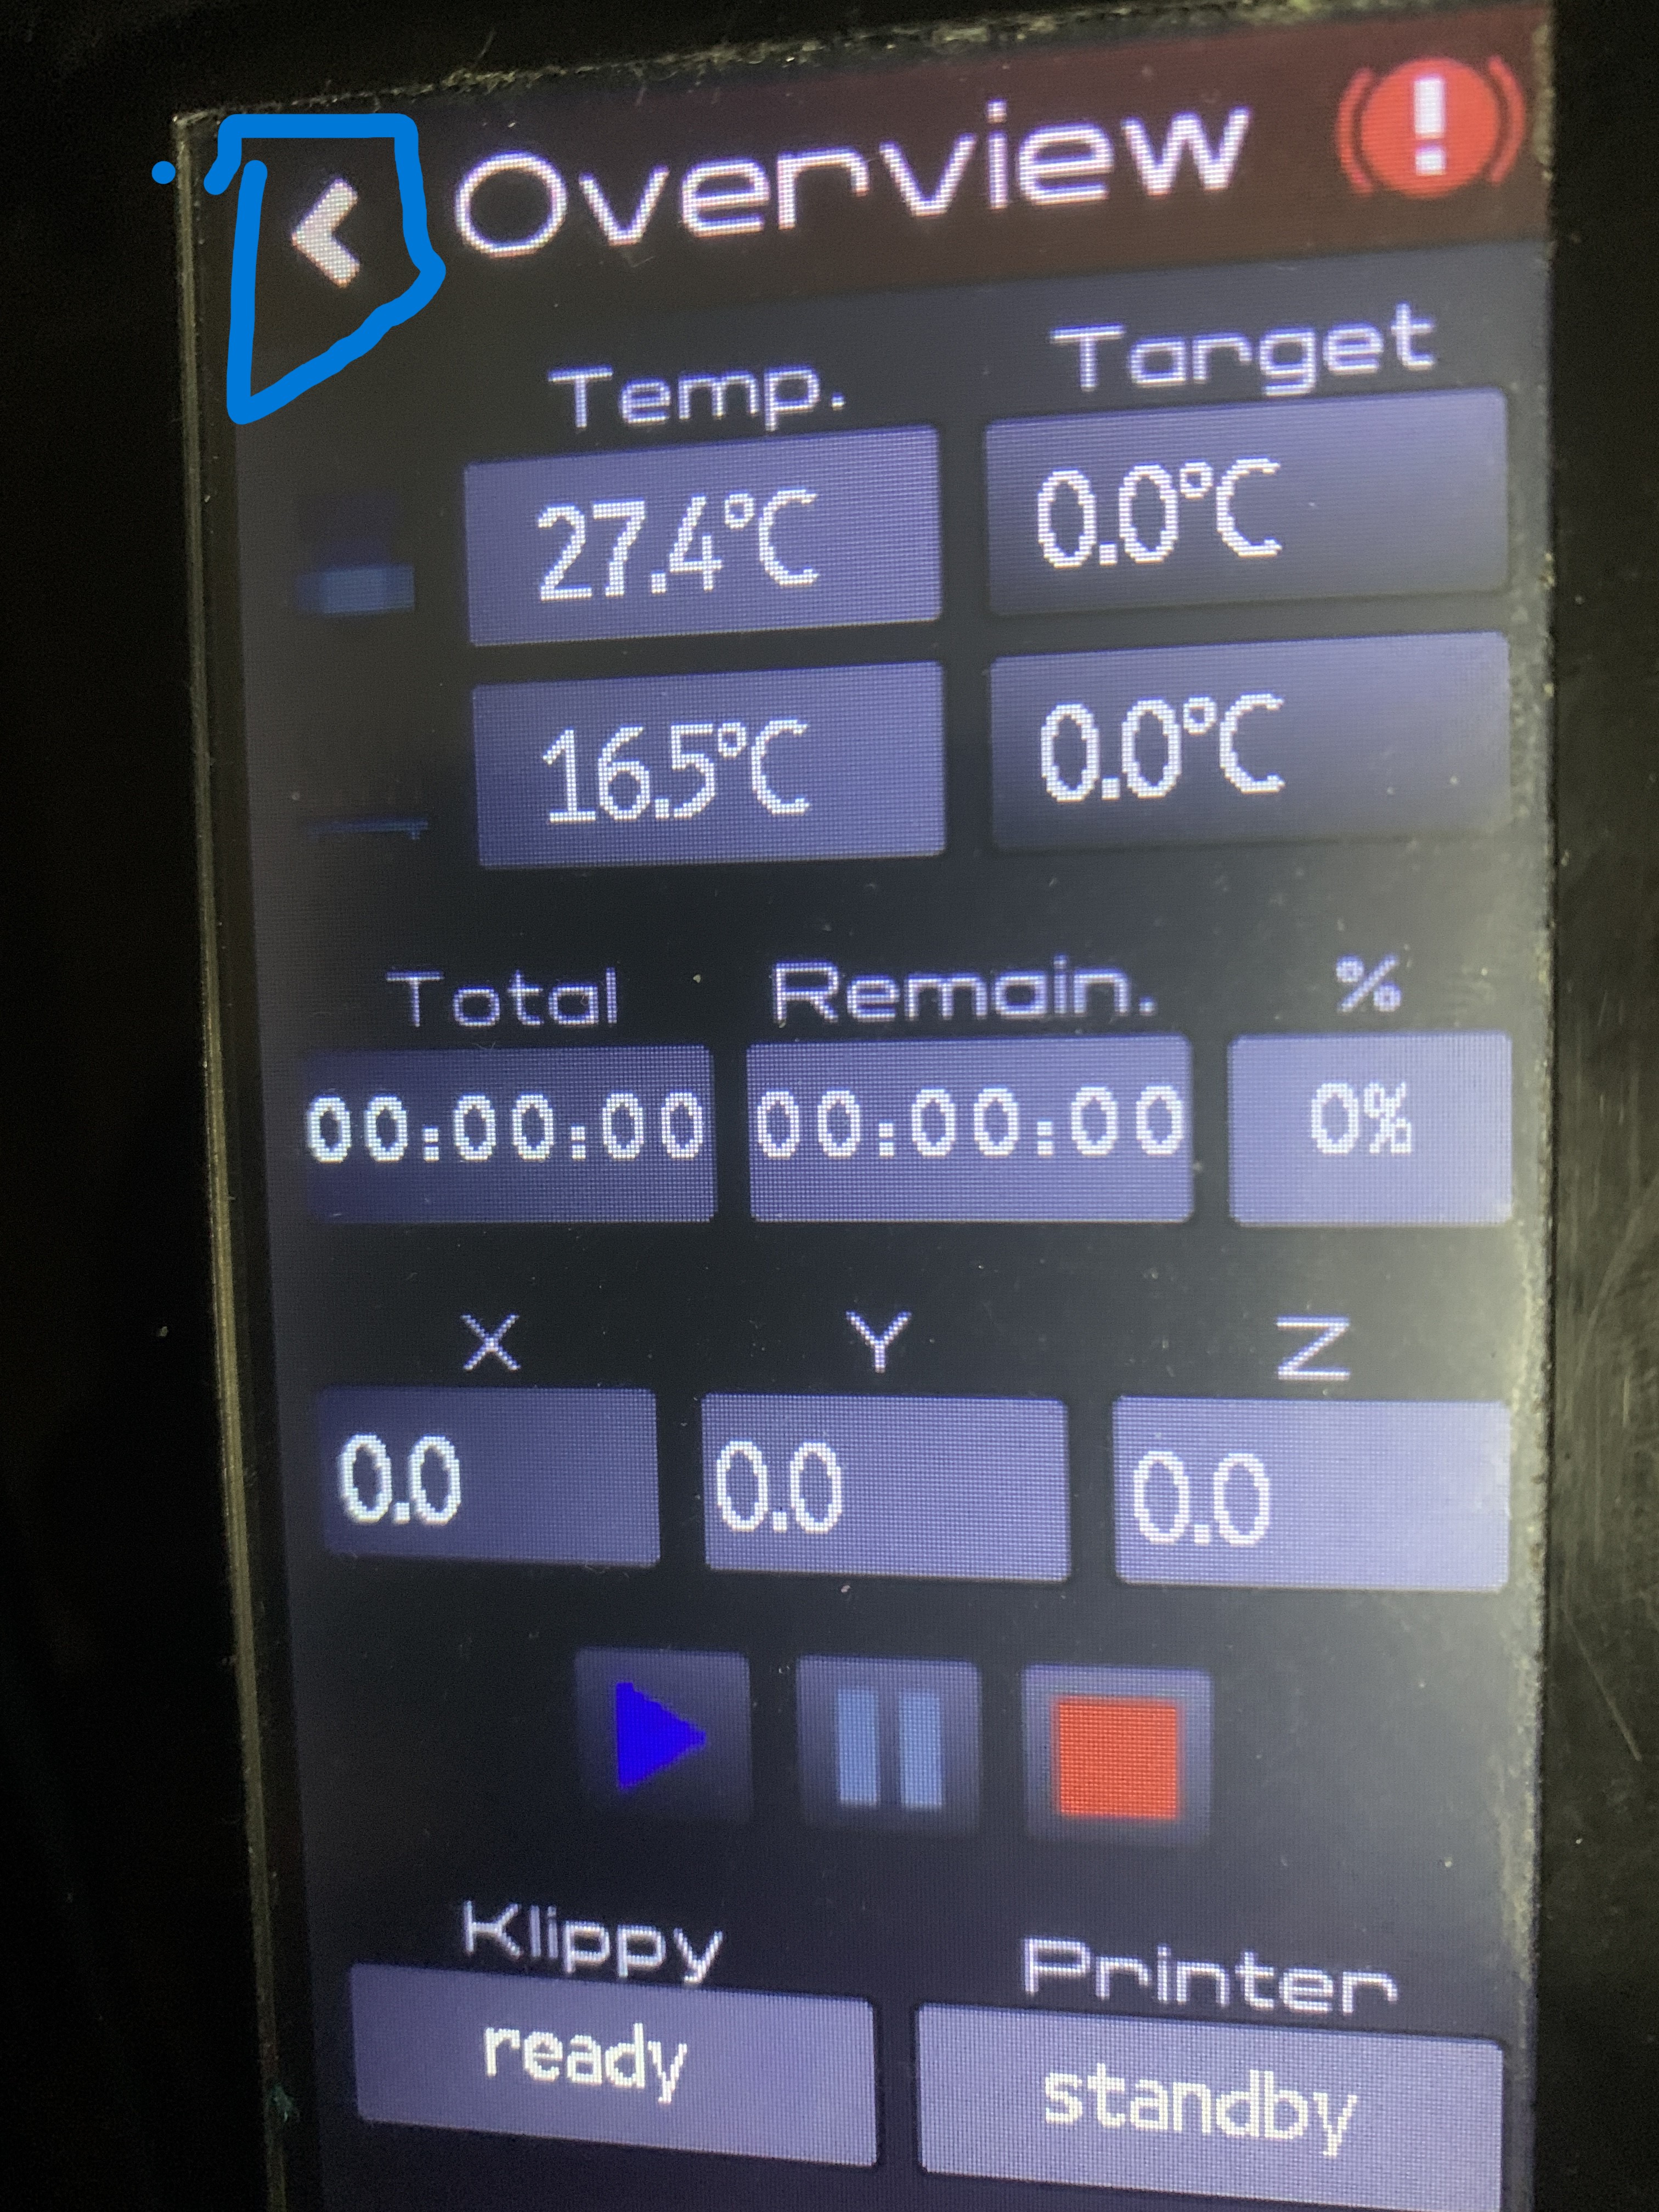 Overview
Temp. Target
27.4°C 0.0°C
16.5°C 0.0°C
Total Remain. %
00:00:00 00:00:00 0%
X Y Z
0.0 0.0 0.0
Klippy Printer
ready standby